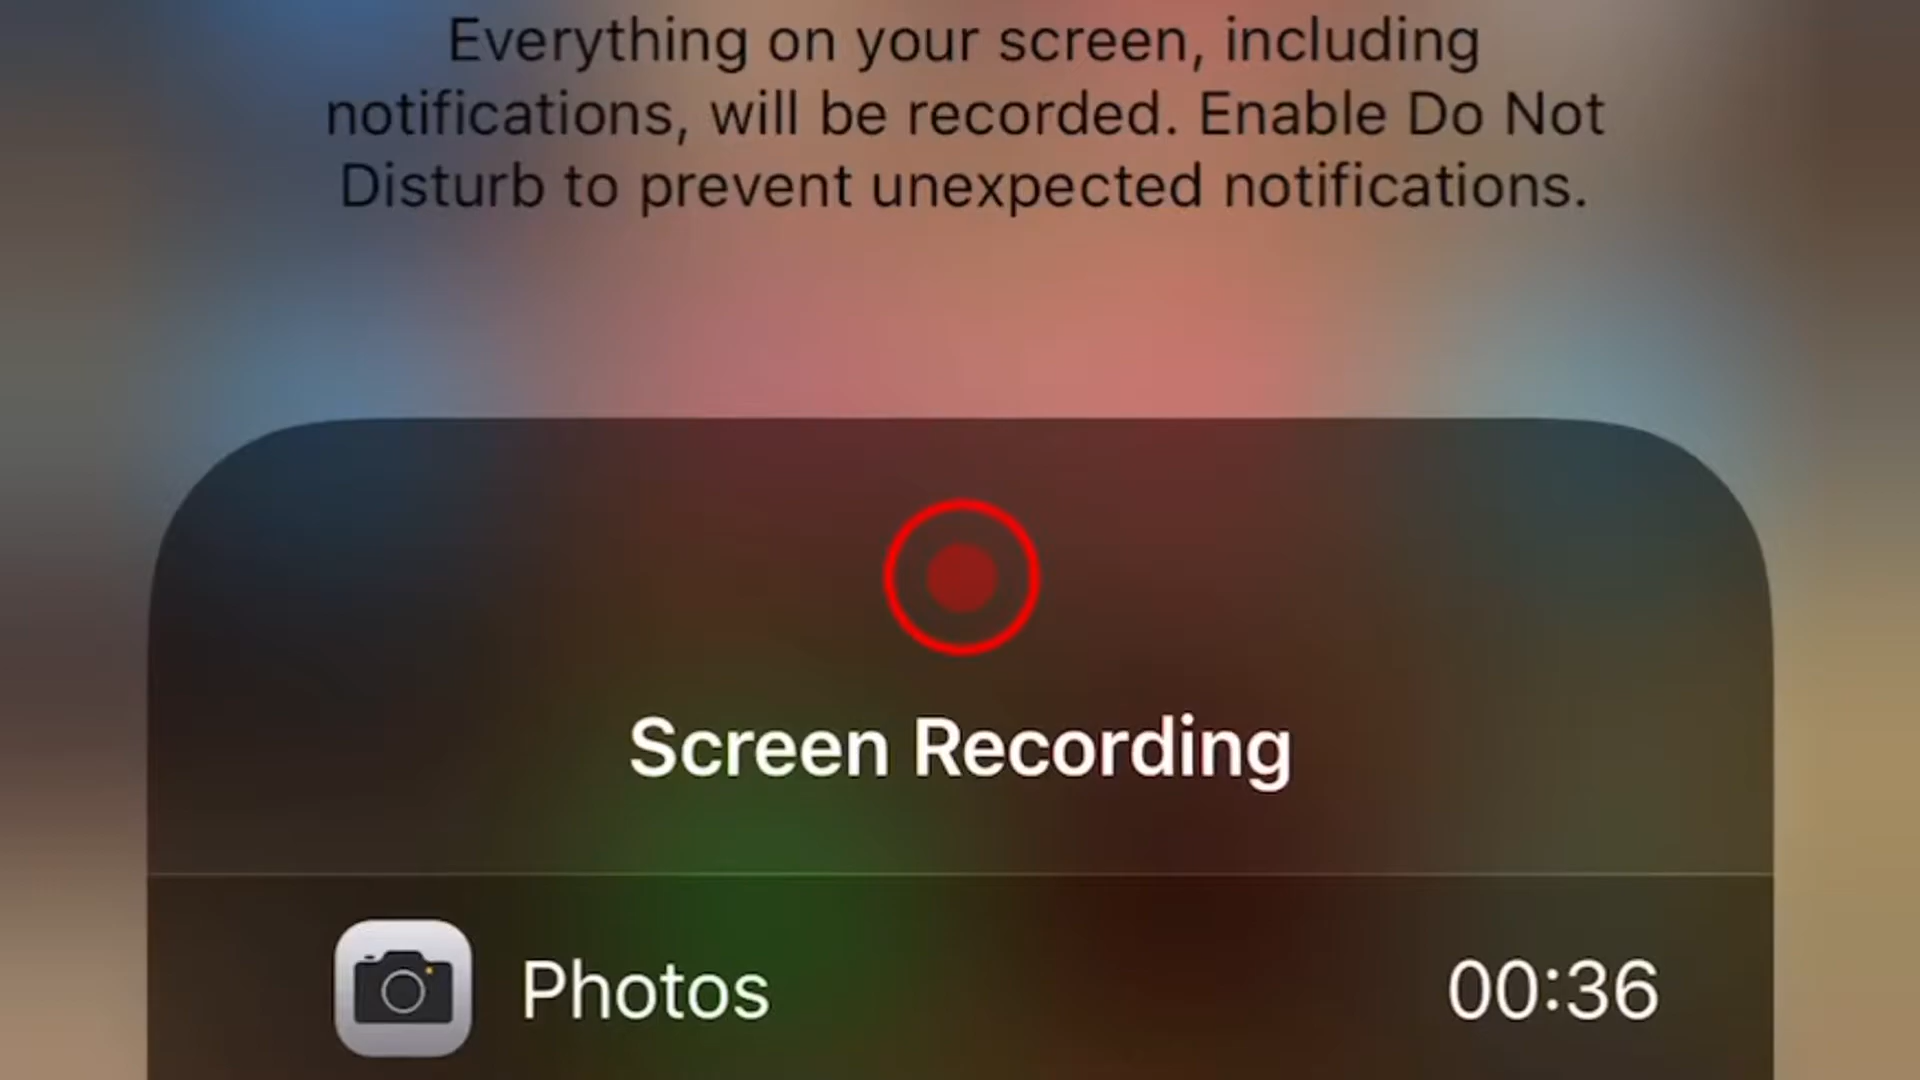 Everything on your screen, including
notifications, will be recorded. Enable Do Not
Disturb to prevent unexpected notifications.
Screen Recording
Photos 00:36